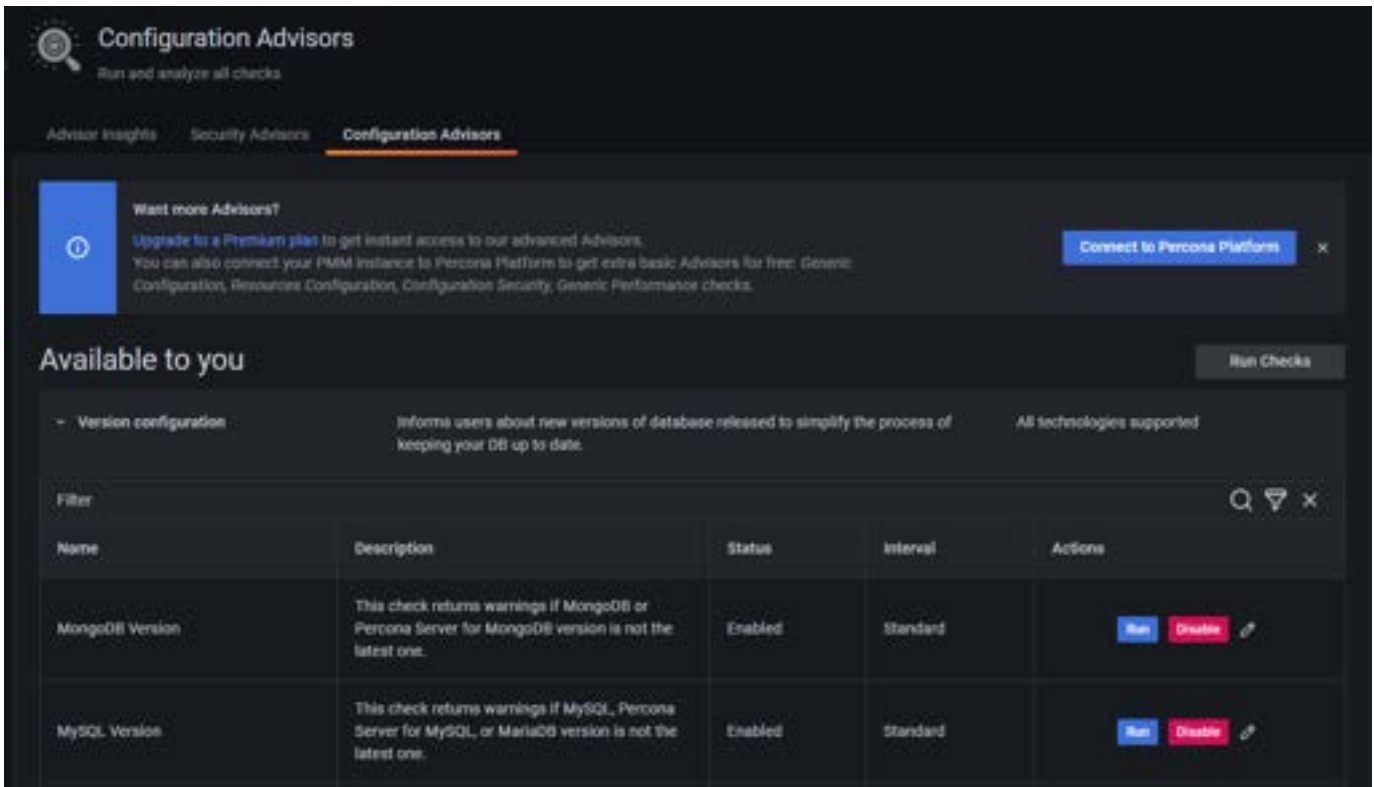 Configuration Advisors
Run and analyze all checks
Advisor Insights Security Advisors Configuration Advisors
Want more Advisors?
Upgrade to a Premium plan to get instant access to our advanced Advisors.
You can also connect your PMM instance to Percona Platform to get extra basic Advisors for free: Generic
Configuration, Resources Configuration, Configuration Security, Generic Performance checks.
Connect to Percona Platform
Available to you
Run Checks
Version configuration
Informs users about new versions of database released to simplify the process of
keeping your DB up to date.
All technologies supported
Filter
Name Description Status Interval Actions
MongoDB Version
This check returns warnings if MongoDB or
Percona Server for MongoDB version is not the
latest one.
Enabled Standard Run Disable
MySQL Version
This check returns warnings if MySQL, Percona
Server for MySQL, or MariaDB version is not the
latest one.
Enabled Standard Run Disable